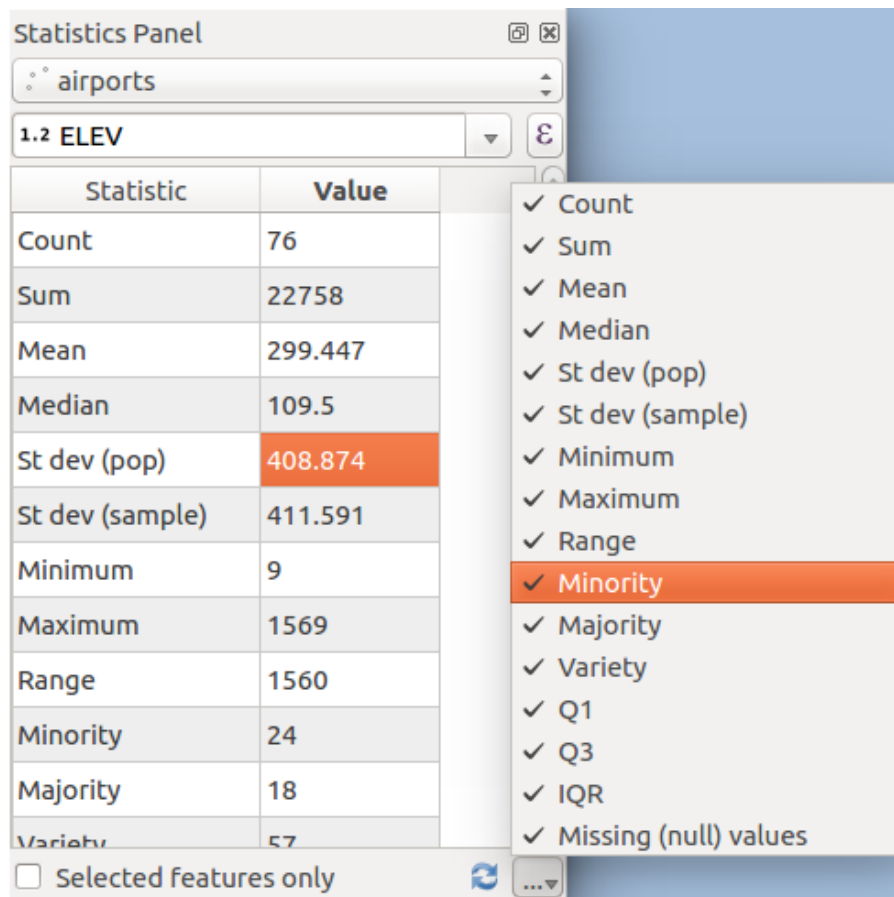 Statistics Panel
airports
1.2 ELEV
ε
Statistic Value
Count 76
Sum 22758
Mean 299.447
Median 109.5
St dev (pop) 408.874
St dev (sample) 411.591
Minimum 9
Maximum 1569
Range 1560
Minority 24
Majority 18
Variety 57
Selected features only
...
Count
Sum
Mean
Median
St dev (pop)
St dev (sample)
Minimum
Maximum
Range
Minority
Majority
Variety
Q1
Q3
IQR
Missing (null) values